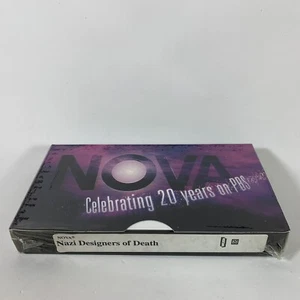 NOVA
Celebrating 20 years on PBS
NOVA®
Nazi Designers of Death